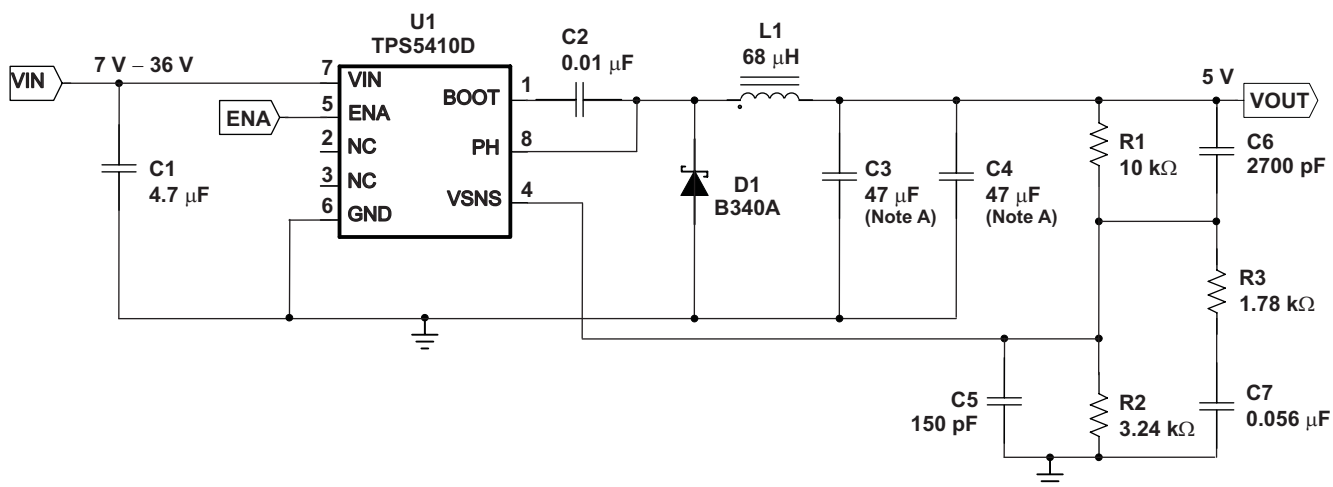 U1
TPS5410D
VIN
7 V – 36 V
7
VIN
ENA
5
ENA
2
NC
3
NC
6
GND
BOOT
1
PH
8
VSNS
4
C1
4.7 μF
C2
0.01 μF
L1
68 μH
D1
B340A
C3
47 μF
(Note A)
C4
47 μF
(Note A)
5 V
VOUT
R1
10 kΩ
C6
2700 pF
R3
1.78 kΩ
C5
150 pF
R2
3.24 kΩ
C7
0.056 μF